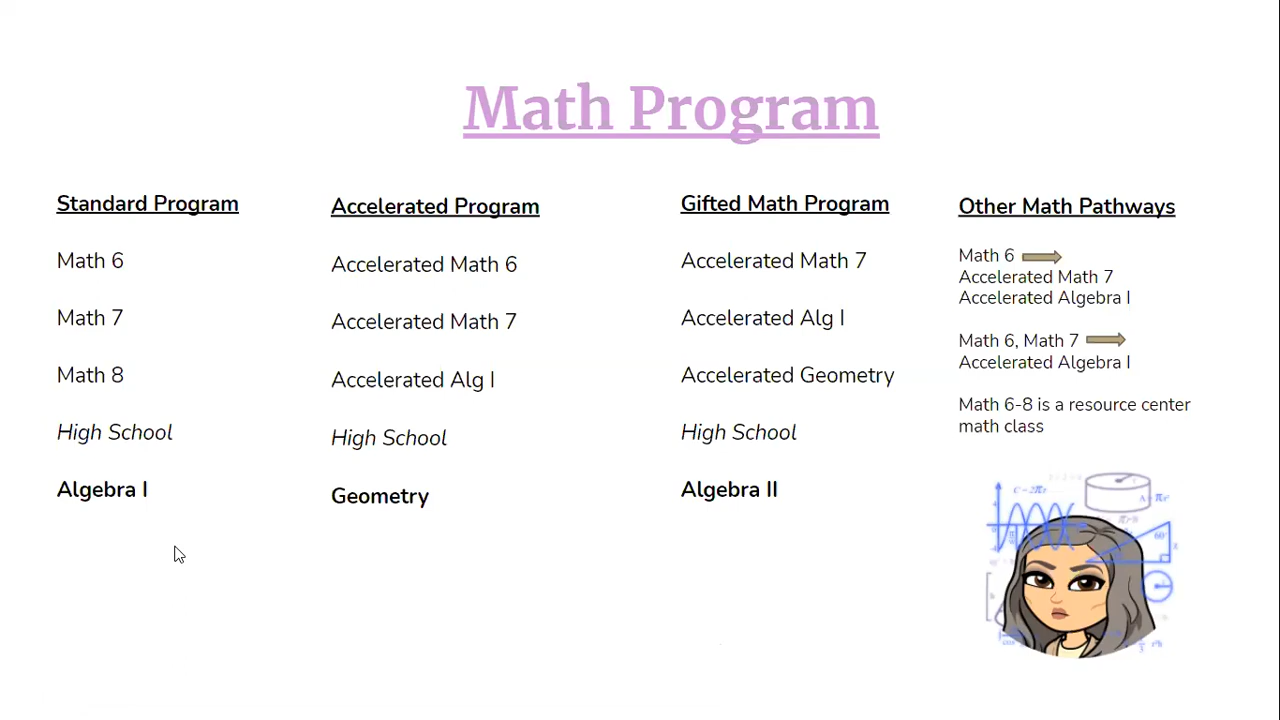 Math Program
Standard Program
Math 6
Math 7
Math 8
High School
Algebra I
Accelerated Program
Accelerated Math 6
Accelerated Math 7
Accelerated Alg I
High School
Geometry
Gifted Math Program
Accelerated Math 7
Accelerated Alg I
Accelerated Geometry
High School
Algebra II
Other Math Pathways
Math 6
Accelerated Math 7
Accelerated Algebra I
Math 6, Math 7
Accelerated Algebra I
Math 6-8 is a resource center
math class
C = 2πr
60°